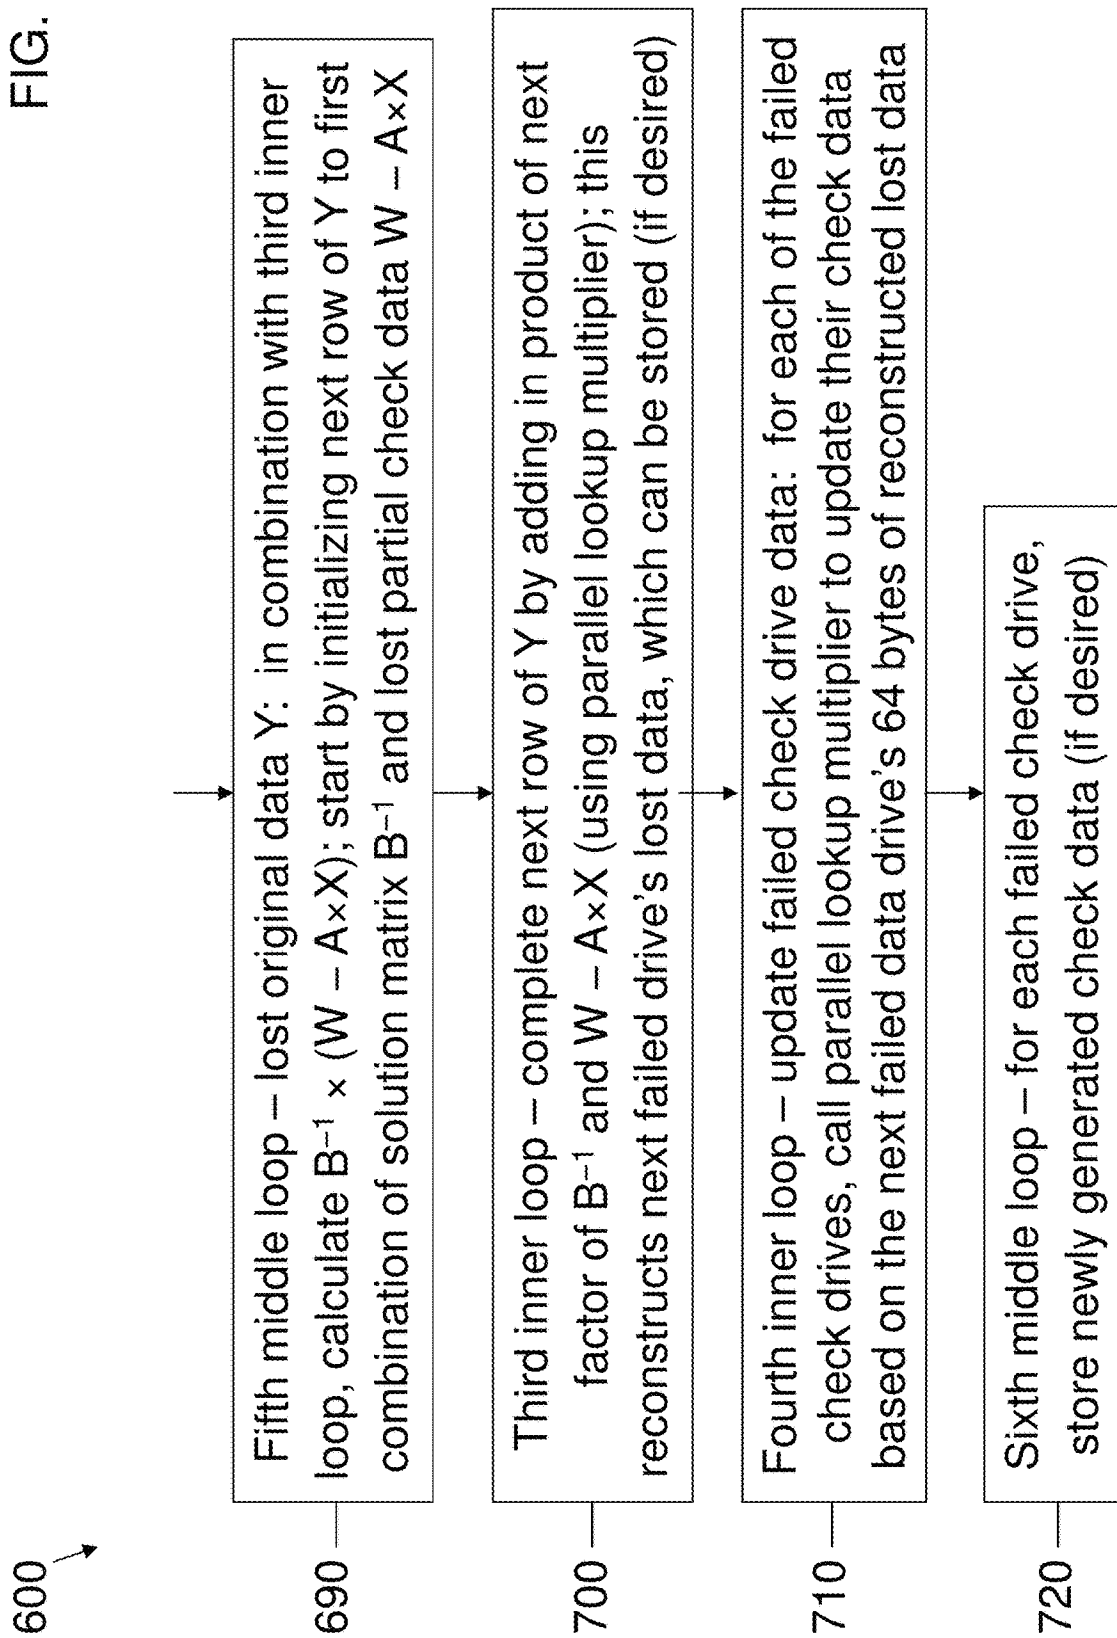 FIG.
600
690
Fifth middle loop – lost original data Y: in combination with third inner
loop, calculate B⁻¹ × (W – A×X); start by initializing next row of Y to first
combination of solution matrix B⁻¹ and lost partial check data W – A×X
700
Third inner loop – complete next row of Y by adding in product of next
factor of B⁻¹ and W – A×X (using parallel lookup multiplier); this
reconstructs next failed drive's lost data, which can be stored (if desired)
710
Fourth inner loop – update failed check drive data: for each of the failed
check drives, call parallel lookup multiplier to update their check data
based on the next failed data drive's 64 bytes of reconstructed lost data
720
Sixth middle loop – for each failed check drive,
store newly generated check data (if desired)